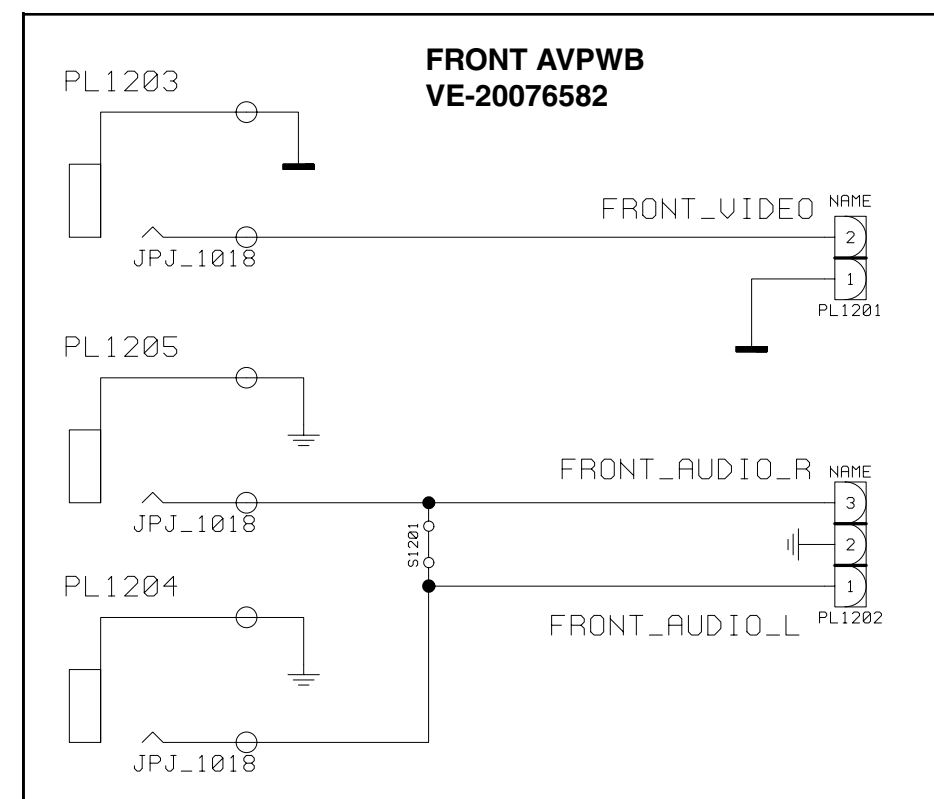 FRONT AVPWB
VE-20076582
PL1203
JPJ_1018
FRONT_VIDEO
NAME
2
1
PL1201
PL1205
JPJ_1018
FRONT_AUDIO_R
NAME
3
2
1
PL1202
S1201
FRONT_AUDIO_L
PL1204
JPJ_1018